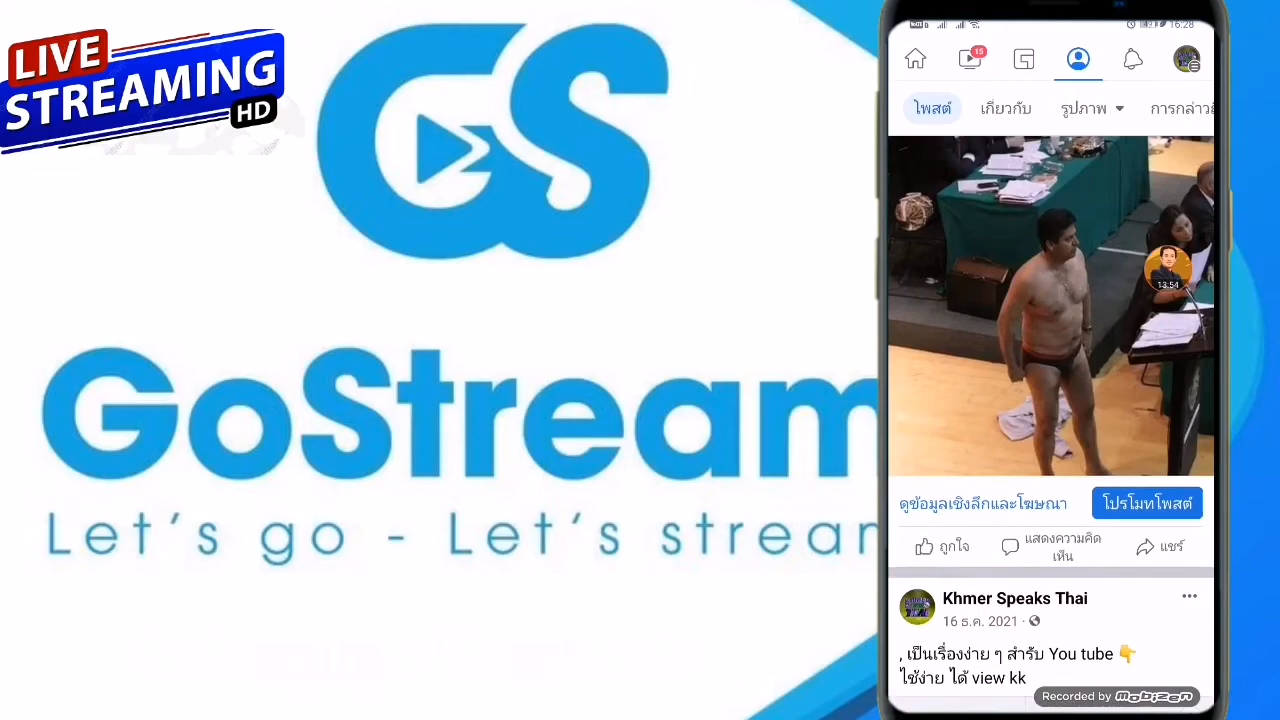 LIVE
STREAMING
HD
GS
GoStream
Let's go - Let's stream
16:28
15
โพสต์
เกี่ยวกับ
รูปภาพ
13:54
ดูข้อมูลเชิงลึกและโฆษณา
โปรโมทโพสต์
ถูกใจ
แสดงความคิด
เห็น
แชร์
Khmer Speaks Thai
16 ธ.ค. 2021
, เป็นเรื่องง่าย ๆ สำรับ You tube 👇
ไช้ง่าย ได้ view kk
Recorded by mobizen